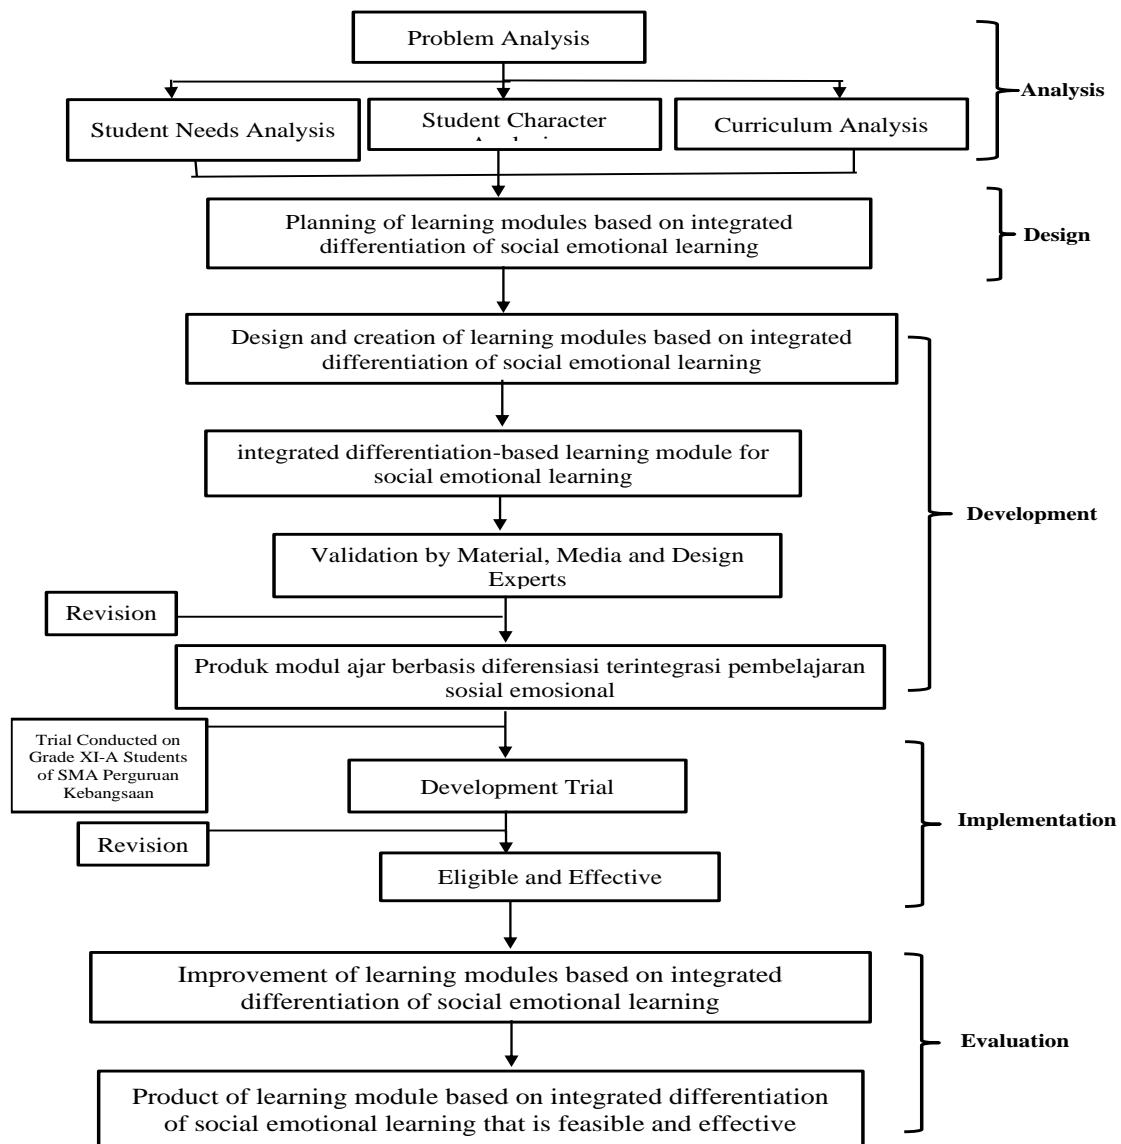 Problem Analysis
Analysis
Student Needs Analysis
Student Character
Curriculum Analysis
Planning of learning modules based on integrated
differentiation of social emotional learning
Design
Design and creation of learning modules based on integrated
differentiation of social emotional learning
integrated differentiation-based learning module for
social emotional learning
Development
Validation by Material, Media and Design
Experts
Revision
Produk modul ajar berbasis diferensiasi terintegrasi pembelajaran
sosial emosional
Trial Conducted on
Grade XI-A Students
of SMA Perguruan
Kebangsaan
Development Trial
Implementation
Revision
Eligible and Effective
Improvement of learning modules based on integrated
differentiation of social emotional learning
Evaluation
Product of learning module based on integrated differentiation
of social emotional learning that is feasible and effective